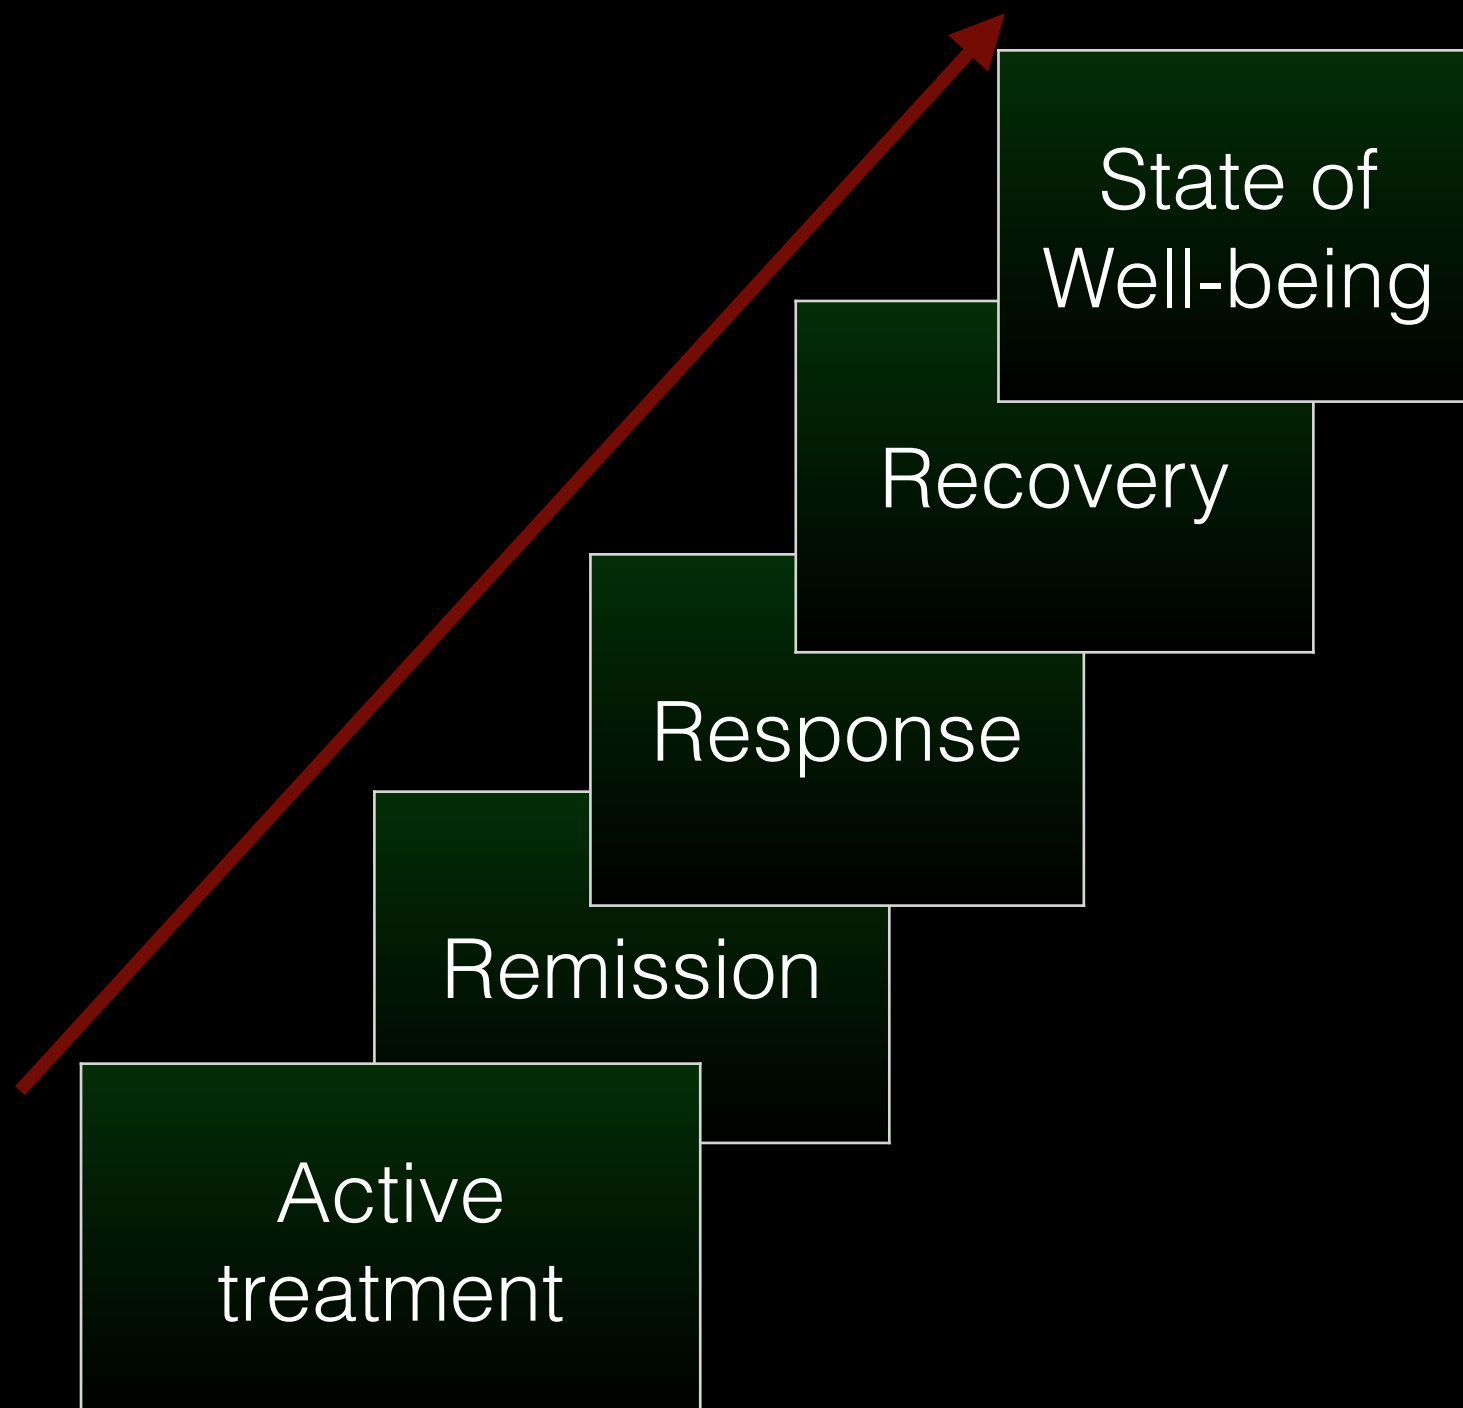 State of
Well-being
Recovery
Response
Remission
Active
treatment